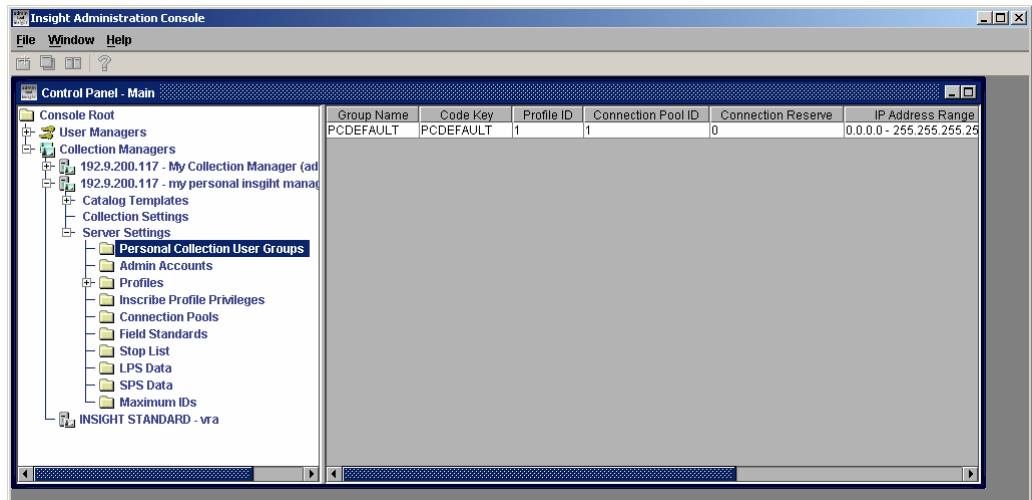 Insight Administration Console
File Window Help
Control Panel - Main
Console Root
User Managers
Collection Managers
192.9.200.117 - My Collection Manager (ad
192.9.200.117 - my personal insgiht manag
Catalog Templates
Collection Settings
Server Settings
Personal Collection User Groups
Admin Accounts
Profiles
Inscribe Profile Privileges
Connection Pools
Field Standards
Stop List
LPS Data
SPS Data
Maximum IDs
INSIGHT STANDARD - vra
Group Name Code Key Profile ID Connection Pool ID Connection Reserve IP Address Range
PCDEFAULT PCDEFAULT 1 1 0 0.0.0.0 - 255.255.255.25